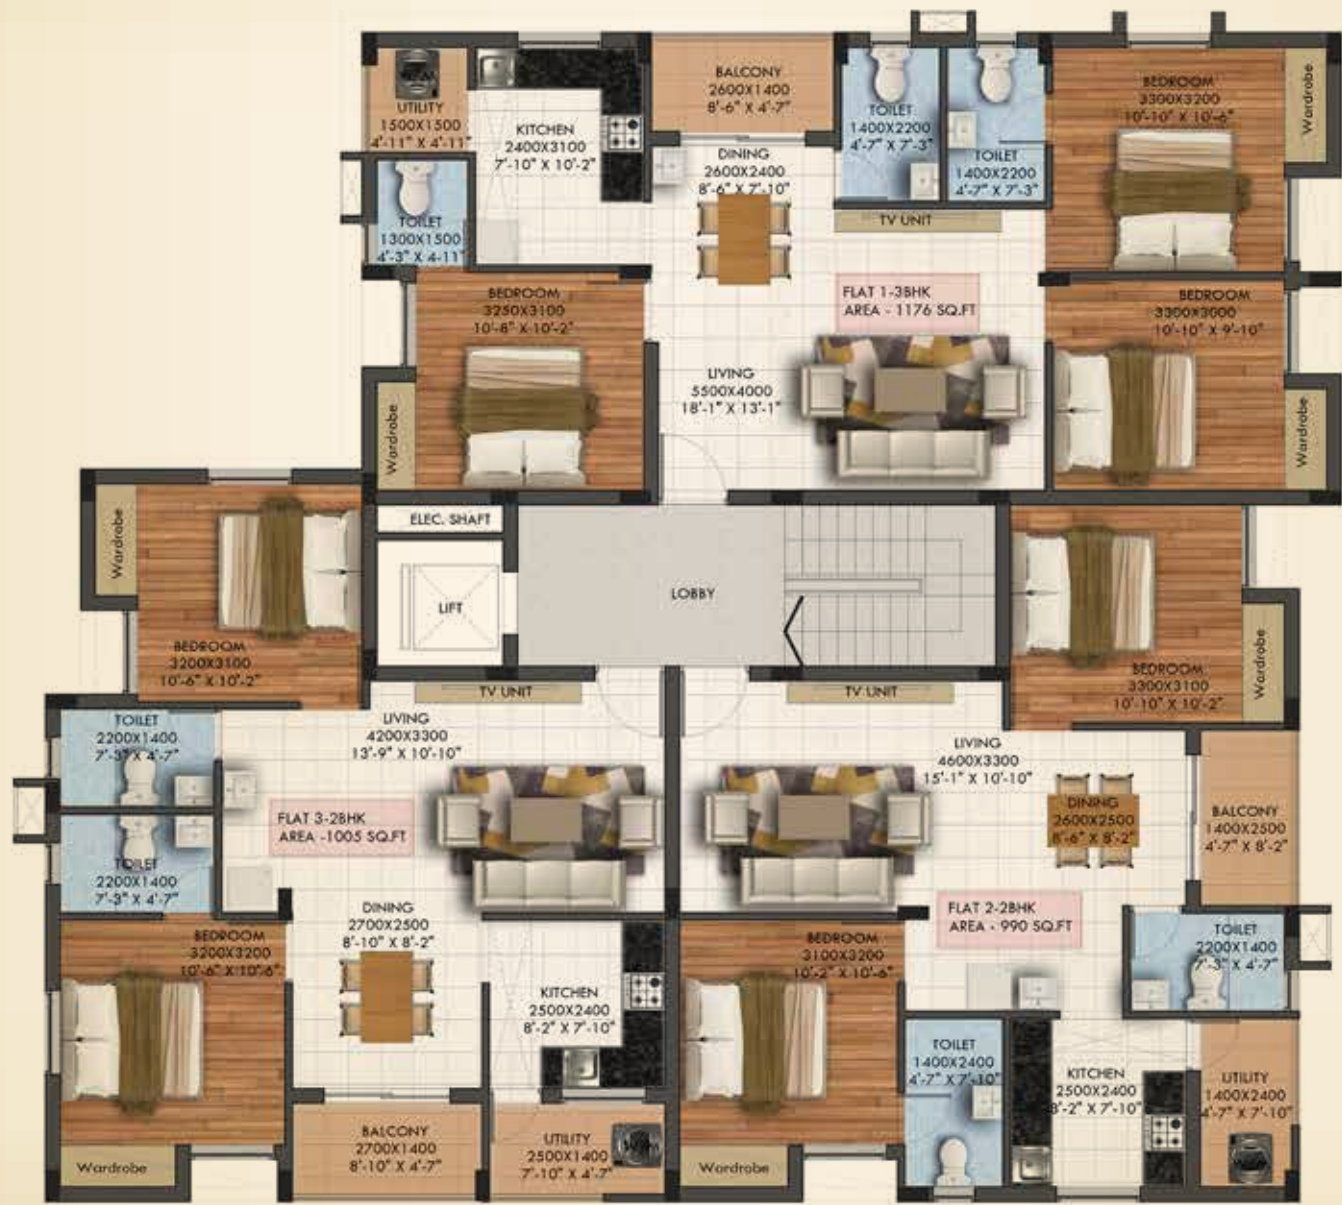 UTILITY
1500X1500
4'-11" X 4'-11"
KITCHEN
2400X3100
7'-10" X 10'-2"
BALCONY
2600X1400
8'-6" X 4'-7"
TOILET
1400X2200
4'-7" X 7'-3"
TOILET
1400X2200
4'-7" X 7'-3"
BEDROOM
3300X3200
10'-10" X 10'-6"
Wardrobe
DINING
2600X2400
8'-6" X 7'-10"
TV UNIT
TOILET
1300X1500
4'-3" X 4-11"
BEDROOM
3250X3100
10'-8" X 10'-2"
Wardrobe
FLAT 1-3BHK
AREA - 1176 SQ.FT
LIVING
5500X4000
18'-1" X 13'-1"
BEDROOM
3300X3000
10'-10" X 9'-10"
Wardrobe
ELEC. SHAFT
LIFT
LOBBY
Wardrobe
BEDROOM
3200X3100
10'-6" X 10'-2"
BEDROOM
3300X3100
10'-10" X 10'-2"
Wardrobe
TV UNIT
TV UNIT
TOILET
2200X1400
7'-3" X 4'-7"
LIVING
4200X3300
13'-9" X 10'-10"
LIVING
4600X3300
15'-1" X 10'-10"
FLAT 3-2BHK
AREA -1005 SQ.FT
DINING
2600X2500
8'-6" X 8'-2"
BALCONY
1400X2500
4'-7" X 8'-2"
TOILET
2200X1400
7'-3" X 4'-7"
DINING
2700X2500
8'-10" X 8'-2"
FLAT 2-2BHK
AREA - 990 SQ.FT
BEDROOM
3200X3200
10'-6" X 10'-6"
BEDROOM
3100X3200
10'-2" X 10'-6"
TOILET
2200X1400
7'-3" X 4'-7"
KITCHEN
2500X2400
8'-2" X 7'-10"
TOILET
1400X2400
4'-7" X 7'-10"
KITCHEN
2500X2400
8'-2" X 7'-10"
UTILITY
1400X2400
4'-7" X 7'-10"
BALCONY
2700X1400
8'-10" X 4'-7"
UTILITY
2500X1400
7'-10" X 4'-7"
Wardrobe
Wardrobe